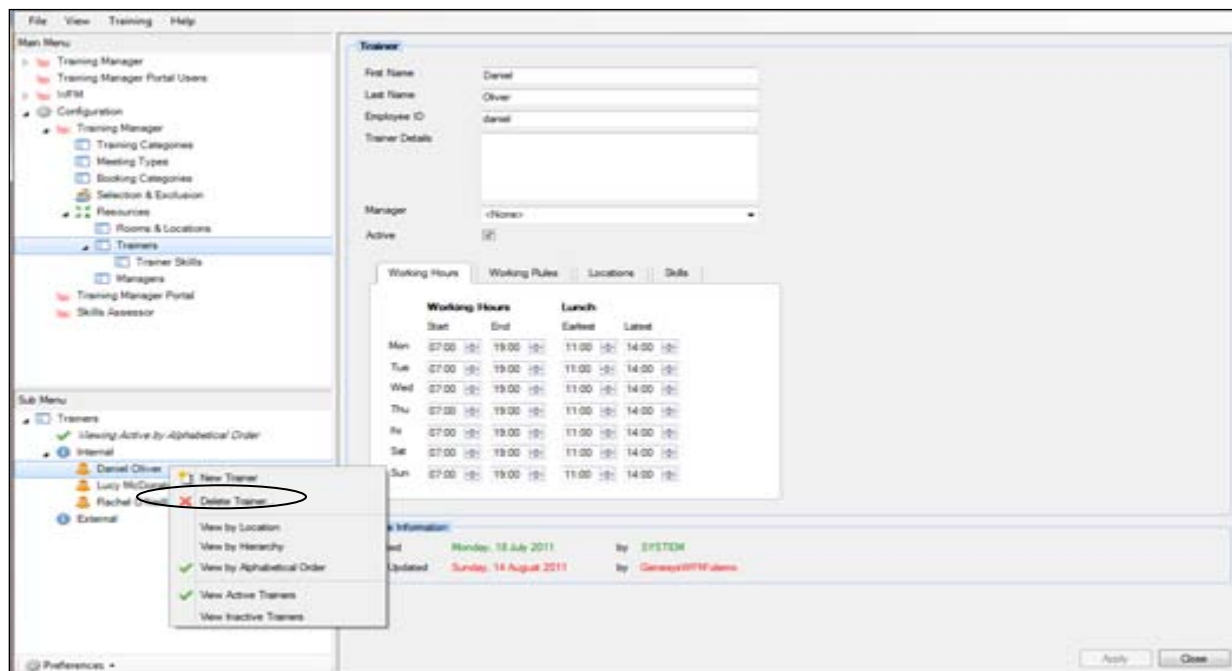 File View Training Help
Main Menu
Training Manager
Training Manager Portal Users
WFM
Configuration
Training Manager
Training Categories
Meeting Types
Booking Categories
Selection & Exclusion
Resources
Rooms & Locations
Trainers
Trainer Skills
Managers
Training Manager Portal
Skills Assessor
Sub Menu
Trainers
Viewing Active by Alphabetical Order
Internal
Daniel Oliver
Lucy McDonal
Rachel
External
New Trainer
Delete Trainer
View by Location
View by Hierarchy
View by Alphabetical Order
View Active Trainers
View Inactive Trainers
Preferences
Trainer
First Name Daniel
Last Name Oliver
Employee ID daniel
Trainer Details
Manager <None>
Active
Working Hours Working Rules Locations Skills
Working Hours Lunch
Start End Earliest Latest
Mon 07:00 19:00 11:00 14:00
Tue 07:00 19:00 11:00 14:00
Wed 07:00 19:00 11:00 14:00
Thu 07:00 19:00 11:00 14:00
Fri 07:00 19:00 11:00 14:00
Sat 07:00 19:00 11:00 14:00
Sun 07:00 19:00 11:00 14:00
Information
ed Monday, 18 July 2011 by SYSTEM
Updated Sunday, 14 August 2011 by GenesysWFM\demo
Apply Close